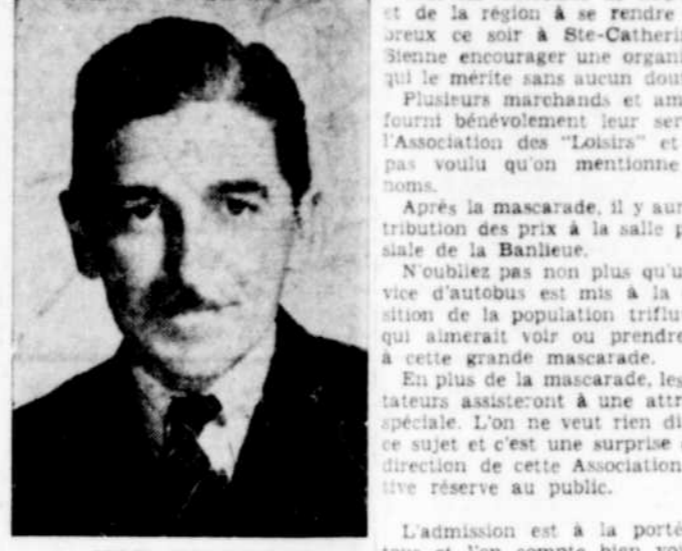 et de la région à se rendre
breux ce soir à Ste-Catherin
Sienne encourager une organi
qui le mérite sans aucun dout
Plusieurs marchands et am
fourni bénévolement leur ser
l'Association des "Loisirs" et
pas voulu qu'on mentionne
noms.
Après la mascarade, il y aur
tribution des prix à la salle p
siale de la Banlieue.
N'oubliez pas non plus qu'u
vice d'autobus est mis à la
sition de la population triflu
qui aimerait voir ou prendre
à cette grande mascarade.
En plus de la mascarade, les
tateurs assisteront à une attr
spéciale. L'on ne veut rien di
ce sujet et c'est une surprise
direction de cette Association
tive réserve au public.
L'admission est à la porté